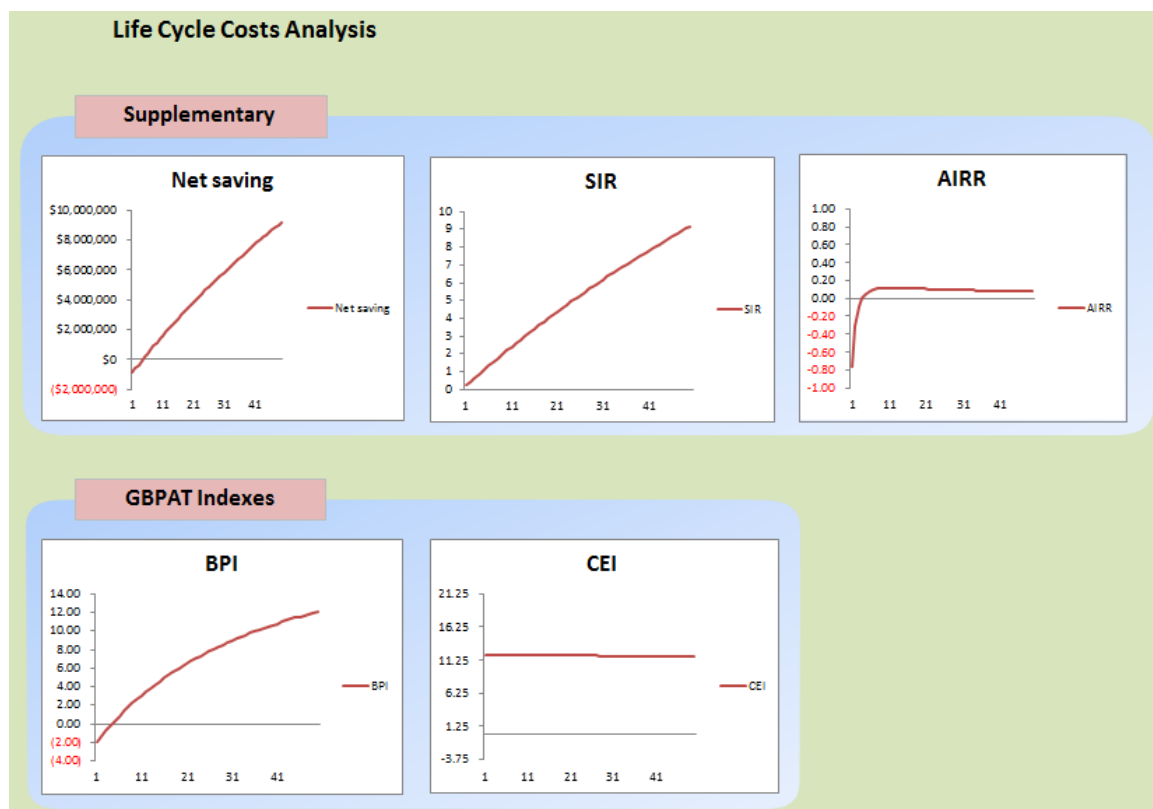 Life Cycle Costs Analysis
Supplementary
Net saving
$10,000,000
$8,000,000
$6,000,000
$4,000,000
$2,000,000
$0
($2,000,000)
1 11 21 31 41
Net saving
SIR
10
9
8
7
6
5
4
3
2
1
0
1 11 21 31 41
SIR
AIRR
1.00
0.80
0.60
0.40
0.20
0.00
-0.20
-0.40
-0.60
-0.80
-1.00
1 11 21 31 41
AIRR
GBPAT Indexes
BPI
14.00
12.00
10.00
8.00
6.00
4.00
2.00
0.00
(2.00)
(4.00)
1 11 21 31 41
BPI
CEI
21.25
16.25
11.25
6.25
1.25
-3.75
1 11 21 31 41
CEI